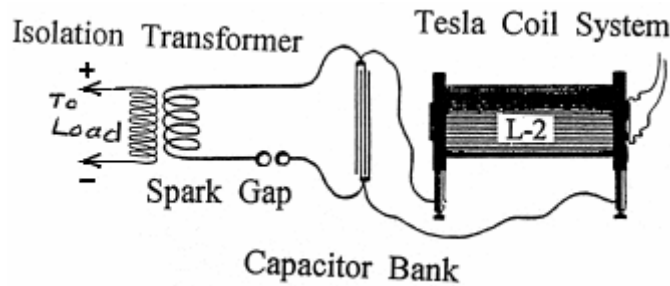 Tesla Coil System
Isolation Transformer
+
To
Load
-
L-2
Spark Gap
Capacitor Bank